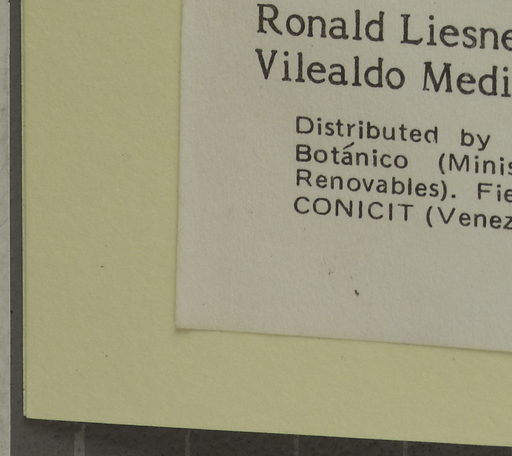 Ronald Liesne
Vilealdo Medi
Distributed by
Botánico (Minis
Renovables). Fie
CONICIT (Venez